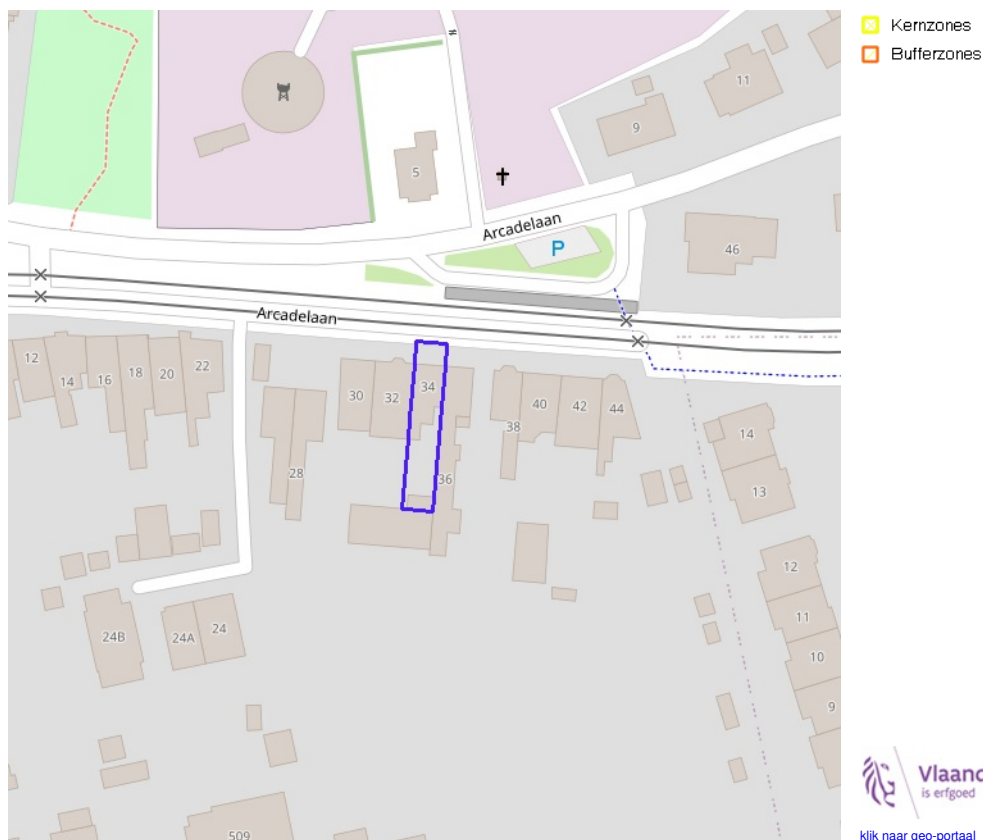 Kernzones
Bufferzones
11
9
5
Arcadelaan
P
46
Arcadelaan
12
14
16
18
20
22
30
32
34
36
28
38
40
42
44
14
13
12
11
10
9
24B
24A
24
509
Vlaand
is erfgoed
klik naar geo-portaal